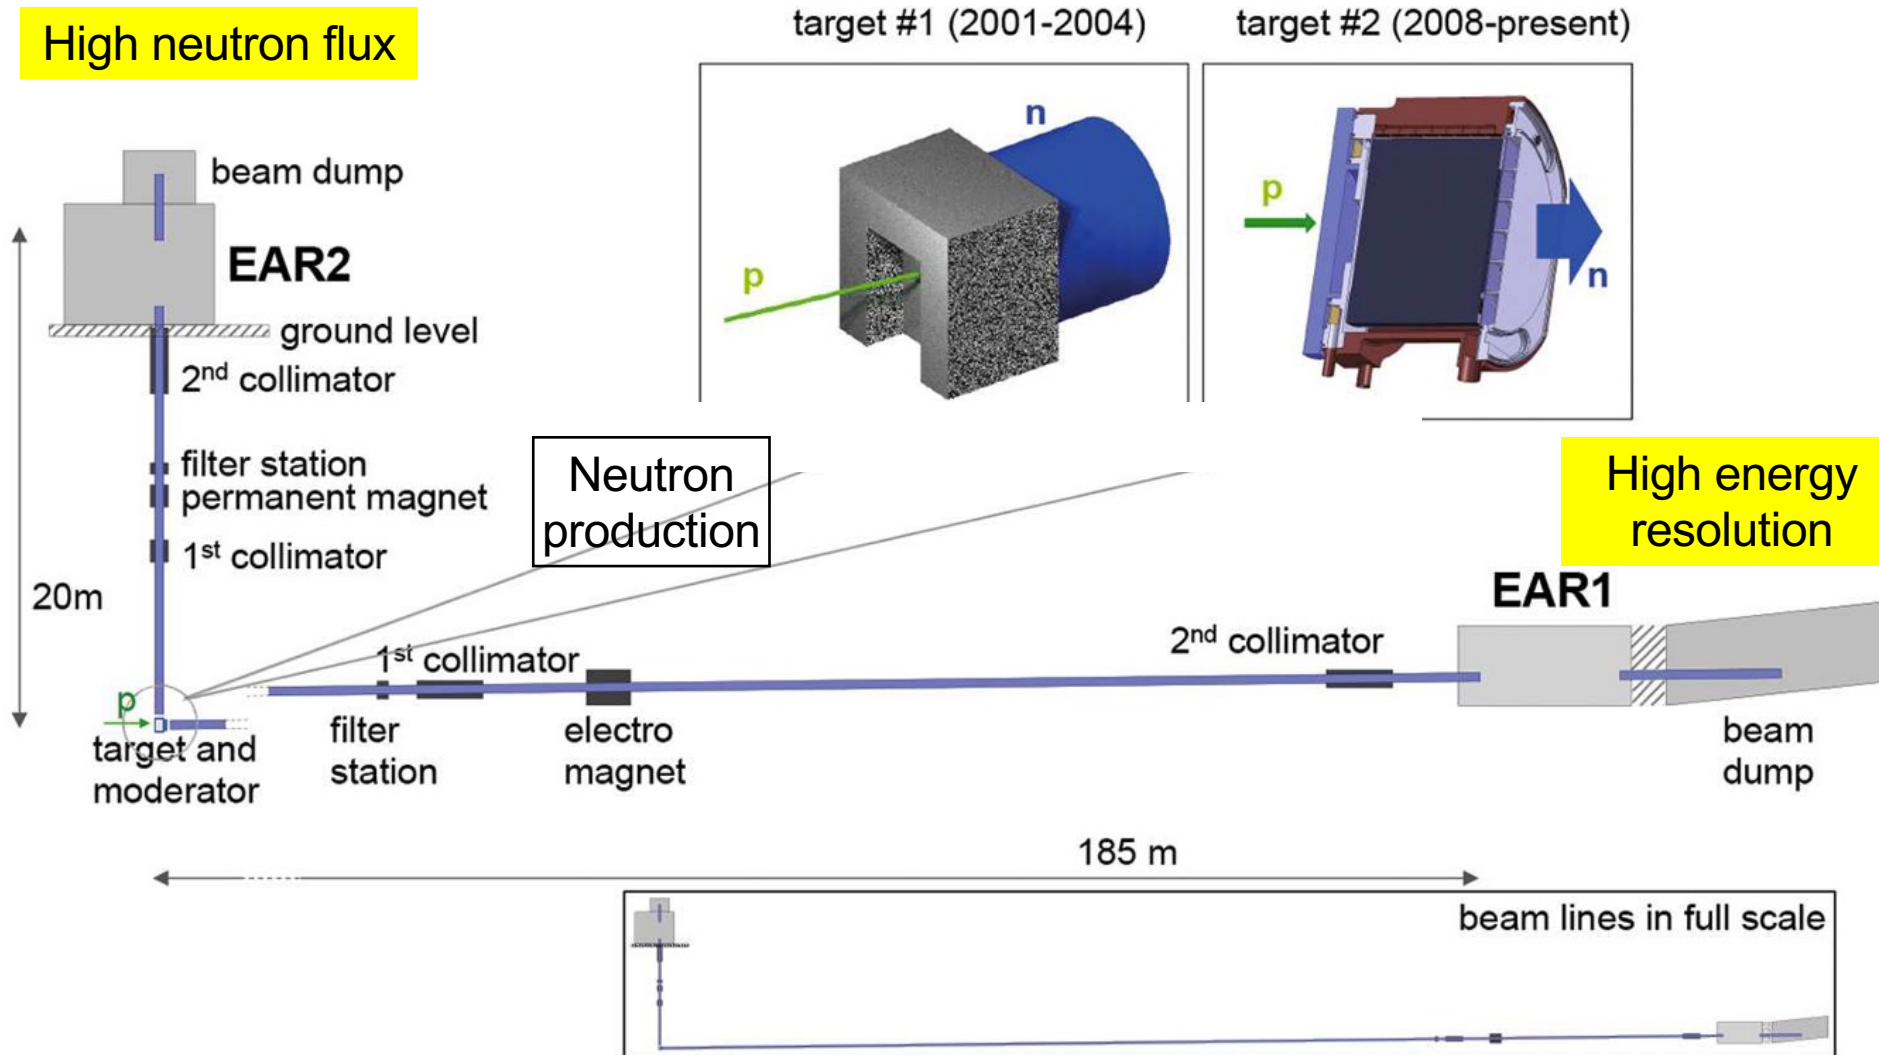 High neutron flux
target #1 (2001-2004)
target #2 (2008-present)
n
p
p
n
beam dump
EAR2
ground level
2nd collimator
filter station
permanent magnet
1st collimator
20m
Neutron
production
High energy
resolution
EAR1
1st collimator
2nd collimator
p
target and
moderator
filter
station
electro
magnet
beam
dump
185 m
beam lines in full scale